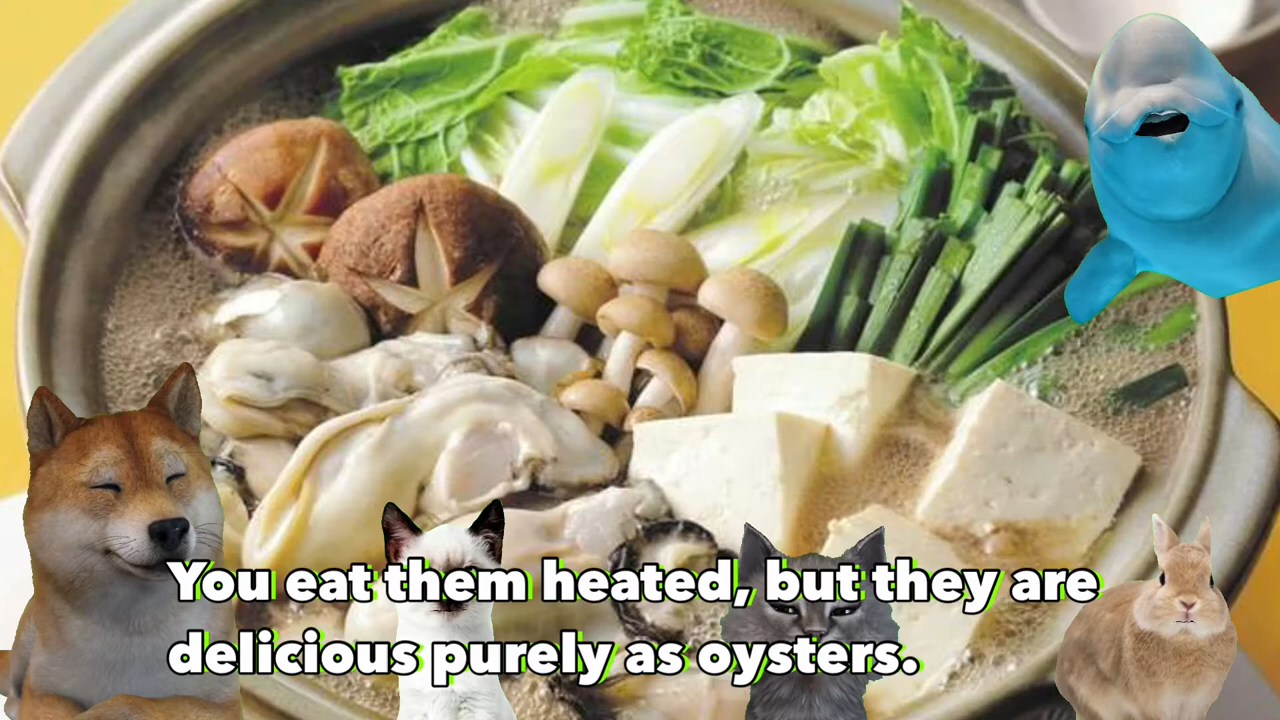 You eat them heated, but they are
delicious purely as oysters.